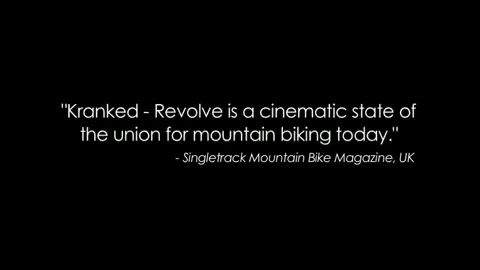 "Kranked - Revolve is a cinematic state of
the union for mountain biking today."
- Singletrack Mountain Bike Magazine, UK